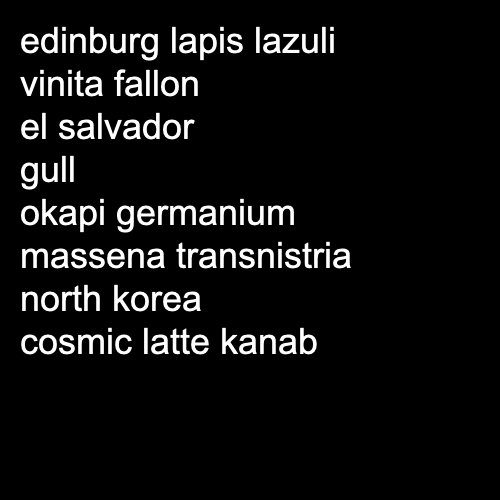 edinburg lapis lazuli
vinita fallon
el salvador
gull
okapi germanium
massena transnistria
north korea
cosmic latte kanab